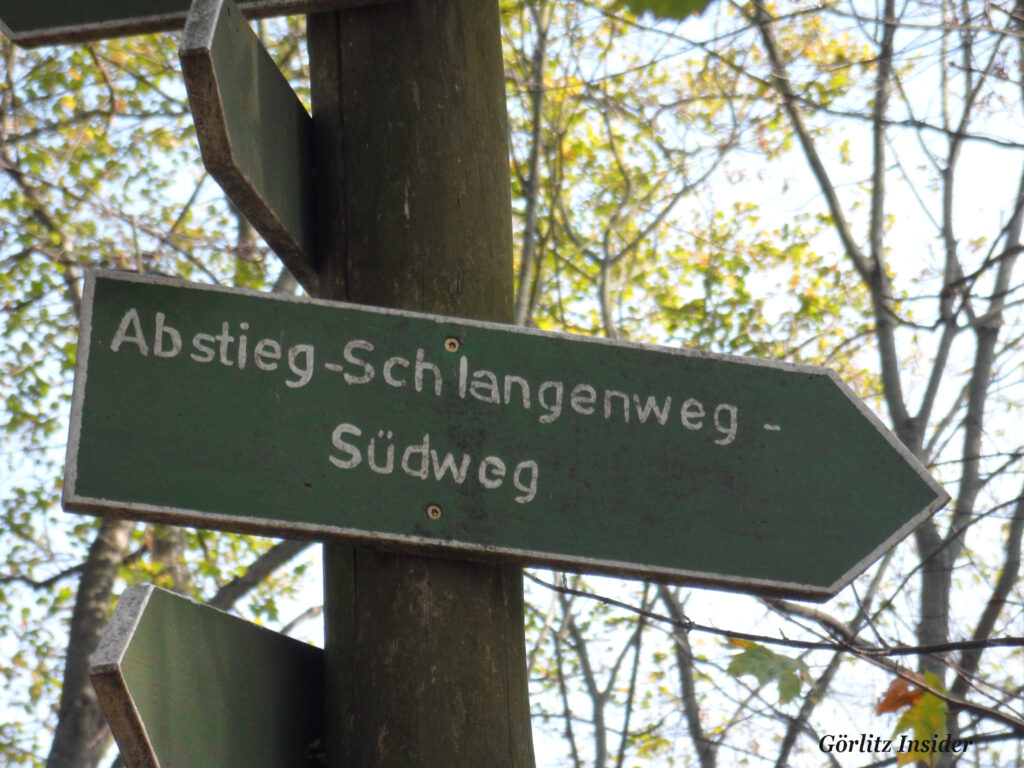 Abstieg-Schlangenweg -
Südweg
Görlitz Insider